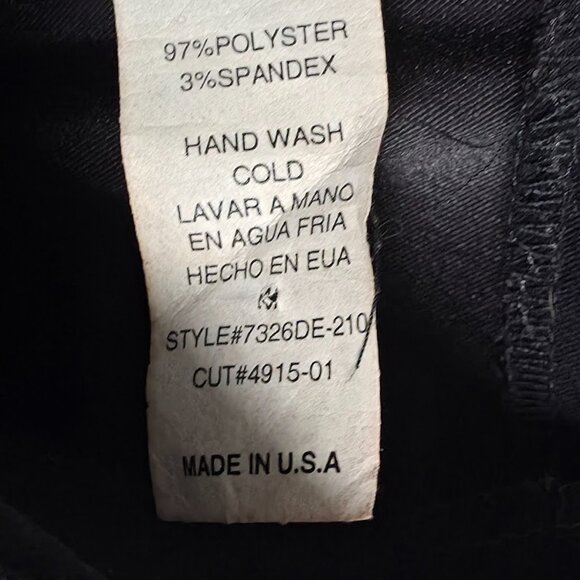 97%POLYSTER
3%SPANDEX
HAND WASH
COLD
LAVAR A MANO
EN AGUA FRIA
HECHO EN EUA
STYLE#7326DE-210
CUT#4915-01
MADE IN U.S.A